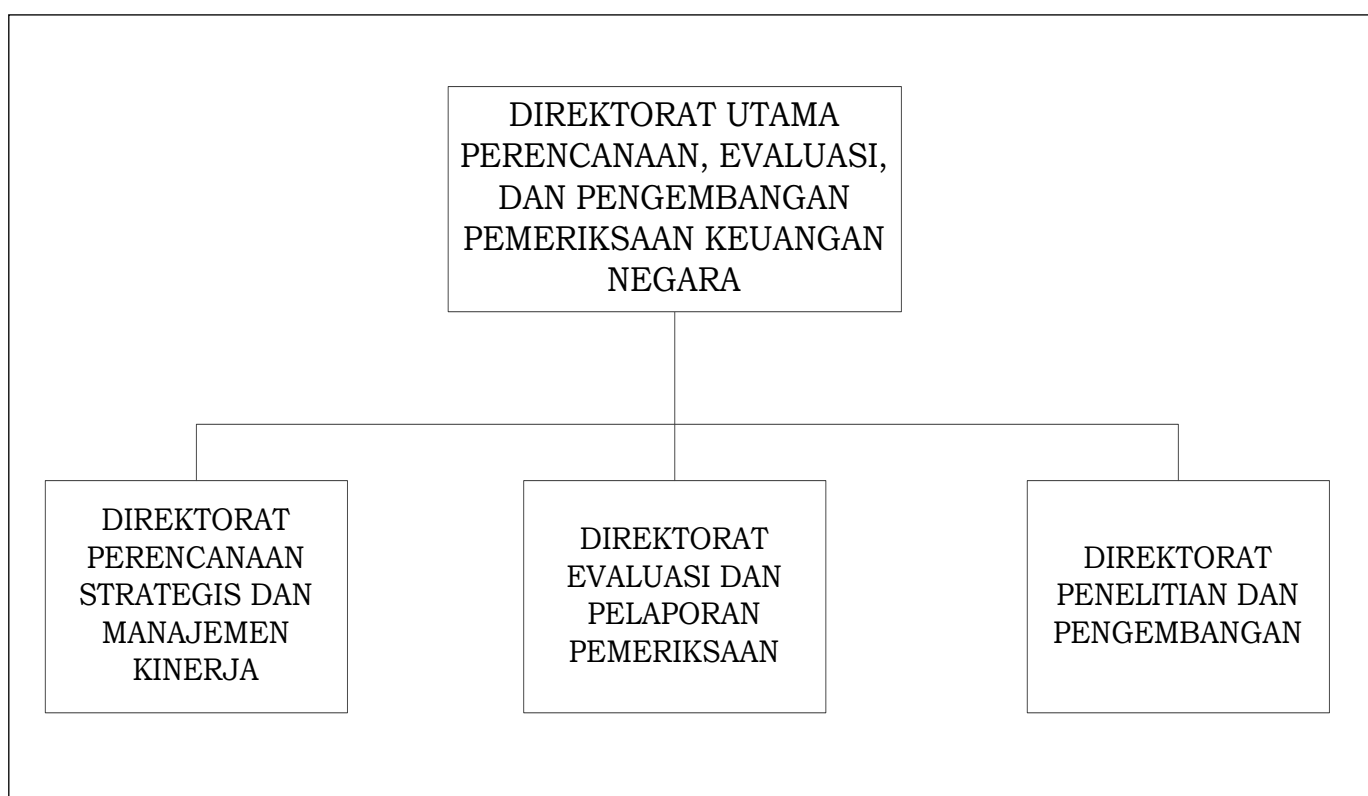 DIREKTORAT UTAMA
PERENCANAAN, EVALUASI,
DAN PENGEMBANGAN
PEMERIKSAAN KEUANGAN
NEGARA
DIREKTORAT
PERENCANAAN
STRATEGIS DAN
MANAJEMEN
KINERJA
DIREKTORAT
EVALUASI DAN
PELAPORAN
PEMERIKSAAN
DIREKTORAT
PENELITIAN DAN
PENGEMBANGAN